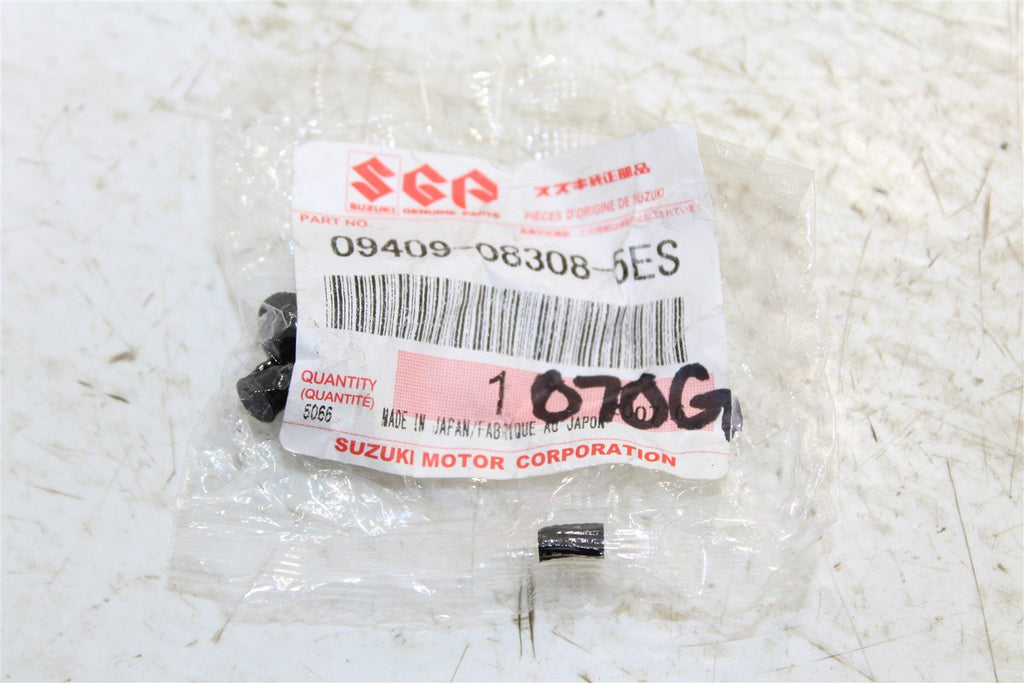 SGP
SUZUKI GENUINE PARTS
スズキ純正部品
PIECES D'ORIGINE DE SUZUKI
PART NO.
09409-08308-5ES
QUANTITY
(QUANTITÉ)
1
070G
5066
MADE IN JAPAN/FABRIQUE AU JAPON
SUZUKI MOTOR CORPORATION